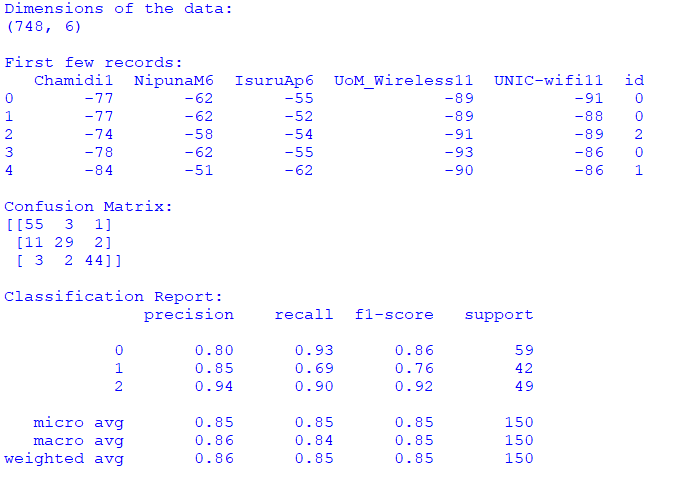 Dimensions of the data:
(748, 6)
First few records:
Chamidi1 NipunaM6 IsuruAp6 UoM_Wireless11 UNIC-wifi11 id
0 -77 -62 -55 -89 -91 0
1 -77 -62 -52 -89 -88 0
2 -74 -58 -54 -91 -89 2
3 -78 -62 -55 -93 -86 0
4 -84 -51 -62 -90 -86 1
Confusion Matrix:
[[55 3 1]
[11 29 2]
[ 3 2 44]]
Classification Report:
precision recall f1-score support
0 0.80 0.93 0.86 59
1 0.85 0.69 0.76 42
2 0.94 0.90 0.92 49
micro avg 0.85 0.85 0.85 150
macro avg 0.86 0.84 0.85 150
weighted avg 0.86 0.85 0.85 150